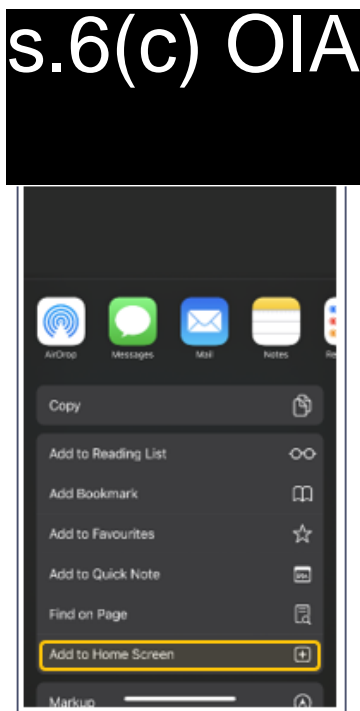 s.6(c) OIA
AirDrop Messages Mail Notes Re
Copy
Add to Reading List
Add Bookmark
Add to Favourites
Add to Quick Note
Find on Page
Add to Home Screen
Markup